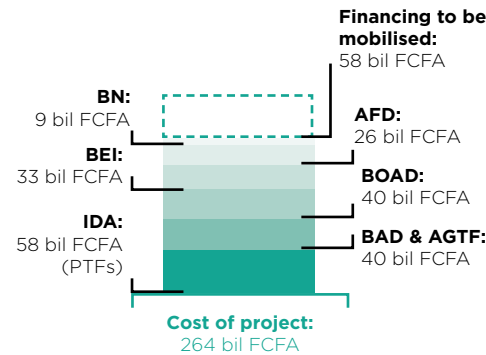 Financing to be
mobilised:
58 bil FCFA
BN:
9 bil FCFA
AFD:
26 bil FCFA
BEI:
33 bil FCFA
BOAD:
40 bil FCFA
IDA:
58 bil FCFA
(PTFs)
BAD & AGTF:
40 bil FCFA
Cost of project:
264 bil FCFA